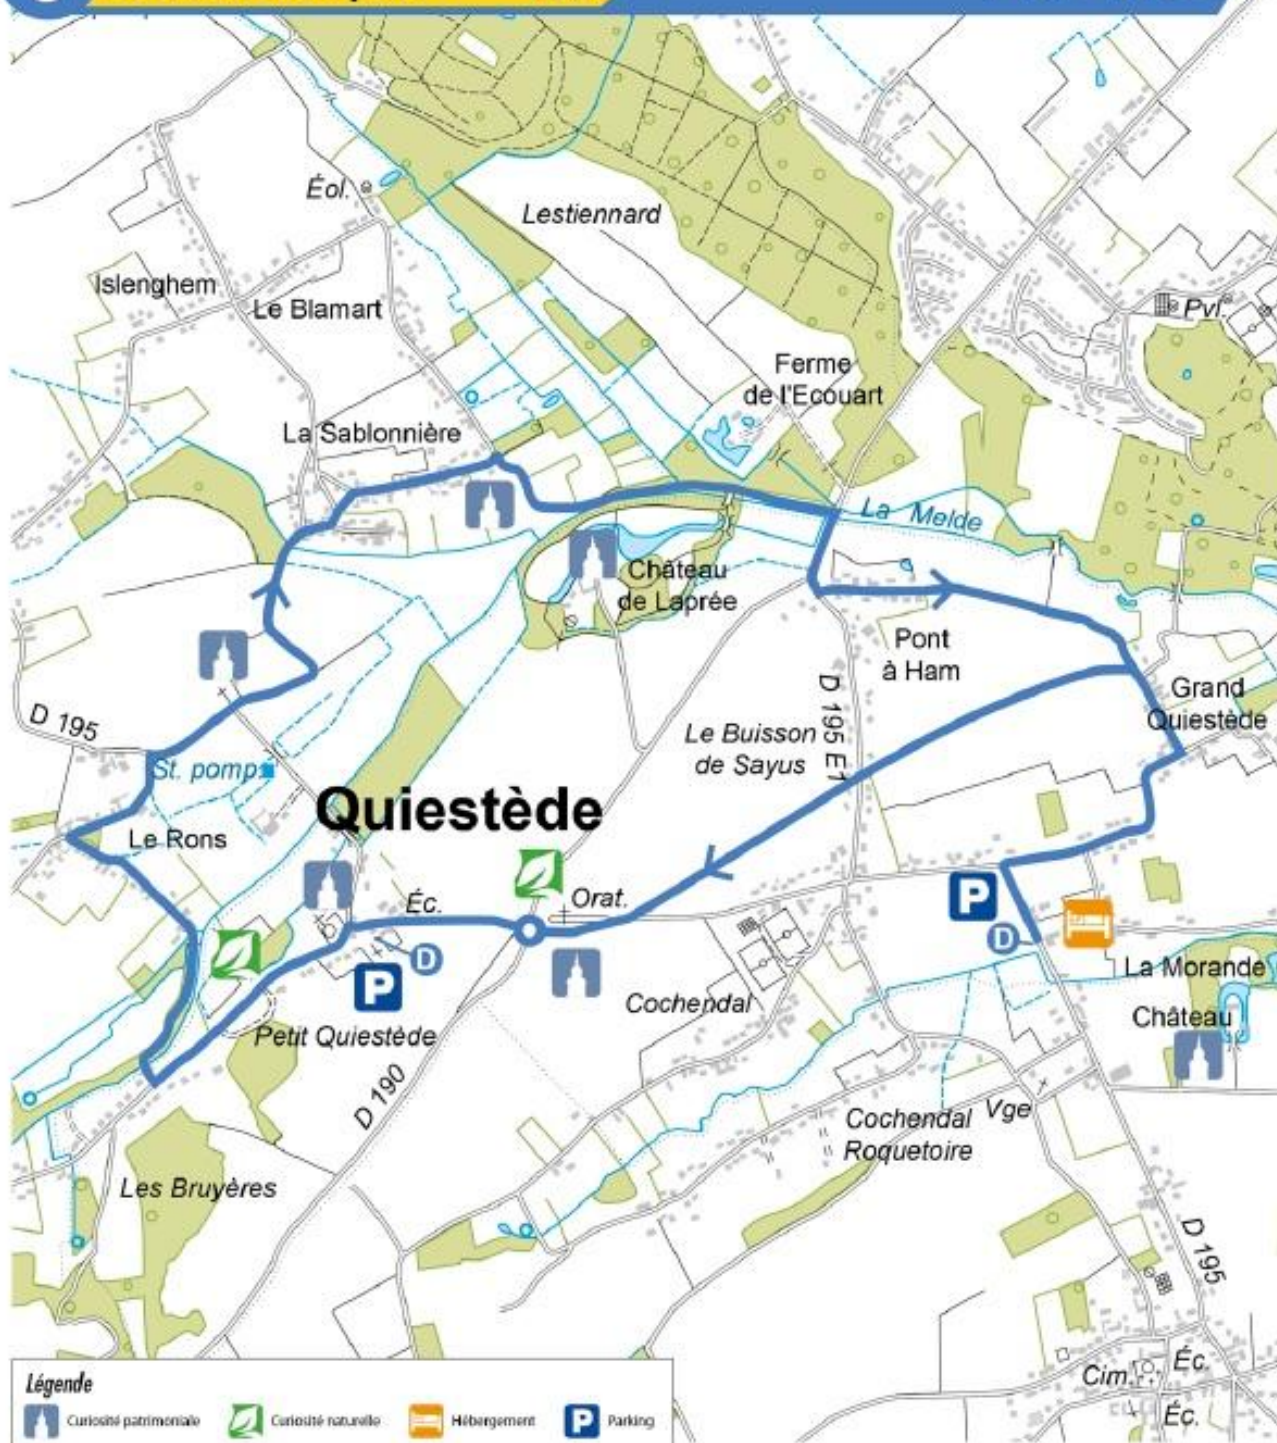 Éol.
Lestiennard
Islenghem
Le Blamart
Pvl.
Ferme
de l'Ecouart
La Sablonnière
La Melde
Château
de Laprée
Pont
à Ham
Grand
Quiestède
D 195
D 195 E1
Le Buisson
de Sayus
St. pomp.
Quiestède
Le Rons
Éc.
Orat.
P
D
P
D
La Morande
Château
Cochendal
Petit Quiestède
D 190
Cochendal
Roquetoire
Vge
Les Bruyères
D 195
Cim.
Éc.
Éc.
Légende
Curiosité patrimoniale
Curiosité naturelle
Hébergement
P
Parking